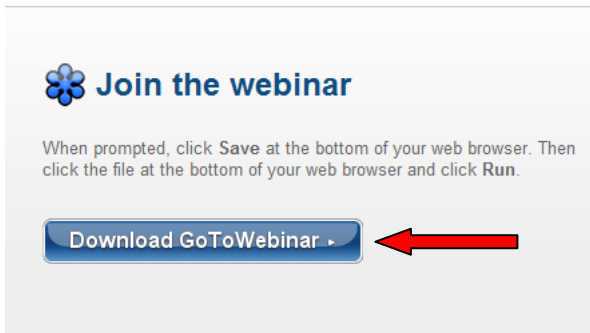 Join the webinar
When prompted, click Save at the bottom of your web browser. Then
click the file at the bottom of your web browser and click Run.
Download GoToWebinar ▸